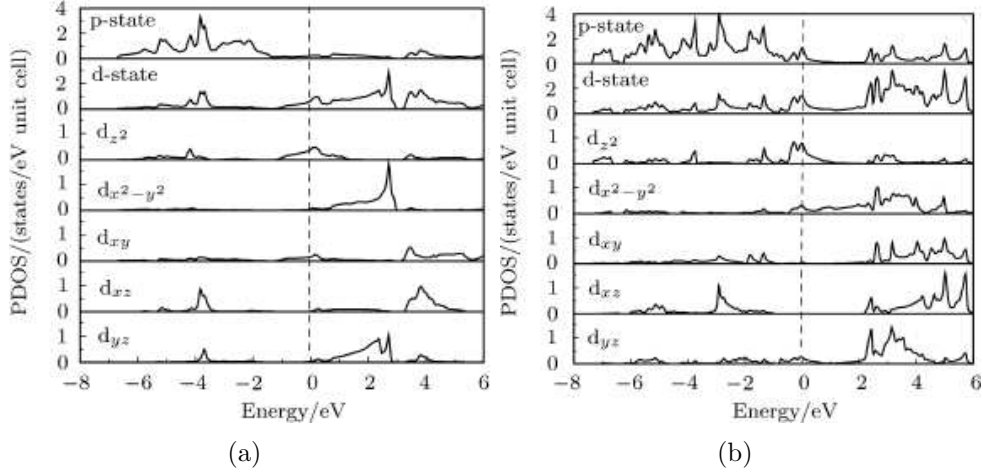 PDOS/(states/eV unit cell)
4
p-state
2
0
d-state
2
0
1
d_{z^2}
0
1
d_{x^2-y^2}
0
1
d_{xy}
0
1
d_{xz}
0
1
d_{yz}
0
−8 −6 −4 −2 0 2 4 6
Energy/eV
(a)
PDOS/(states/eV unit cell)
4
p-state
2
0
d-state
2
0
1
d_{z^2}
0
1
d_{x^2-y^2}
0
1
d_{xy}
0
1
d_{xz}
0
1
d_{yz}
0
−8 −6 −4 −2 0 2 4 6
Energy/eV
(b)